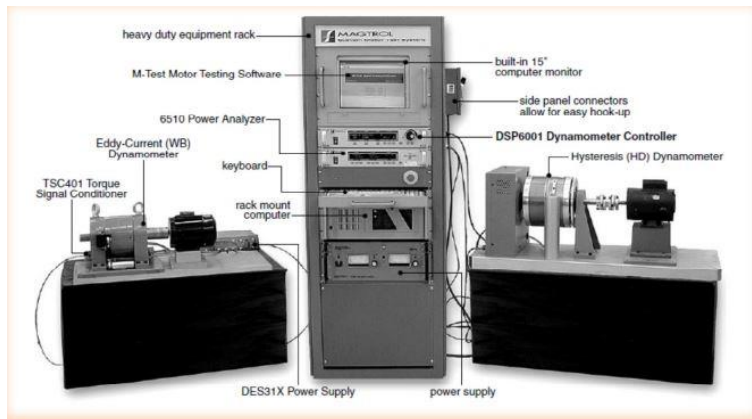 heavy duty equipment rack
MAGTROL
M-Test Motor Testing Software
built-in 15"
computer monitor
side panel connectors
allow for easy hook-up
6510 Power Analyzer
DSP6001 Dynamometer Controller
Eddy-Current (WB)
Dynamometer
Hysteresis (HD) Dynamometer
keyboard
TSC401 Torque
Signal Conditioner
rack mount
computer
DES31X Power Supply
power supply